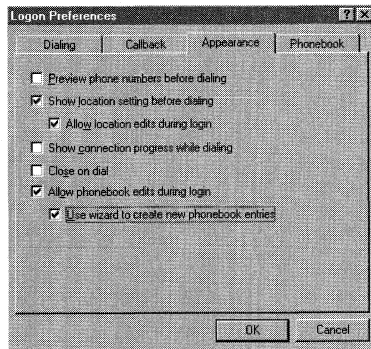 Logon Preferences
Dialing Callback Appearance Phonebook
Preview phone numbers before dialing
Show location setting before dialing
Allow location edits during login
Show connection progress while dialing
Close on dial
Allow phonebook edits during login
Use wizard to create new phonebook entries
OK Cancel